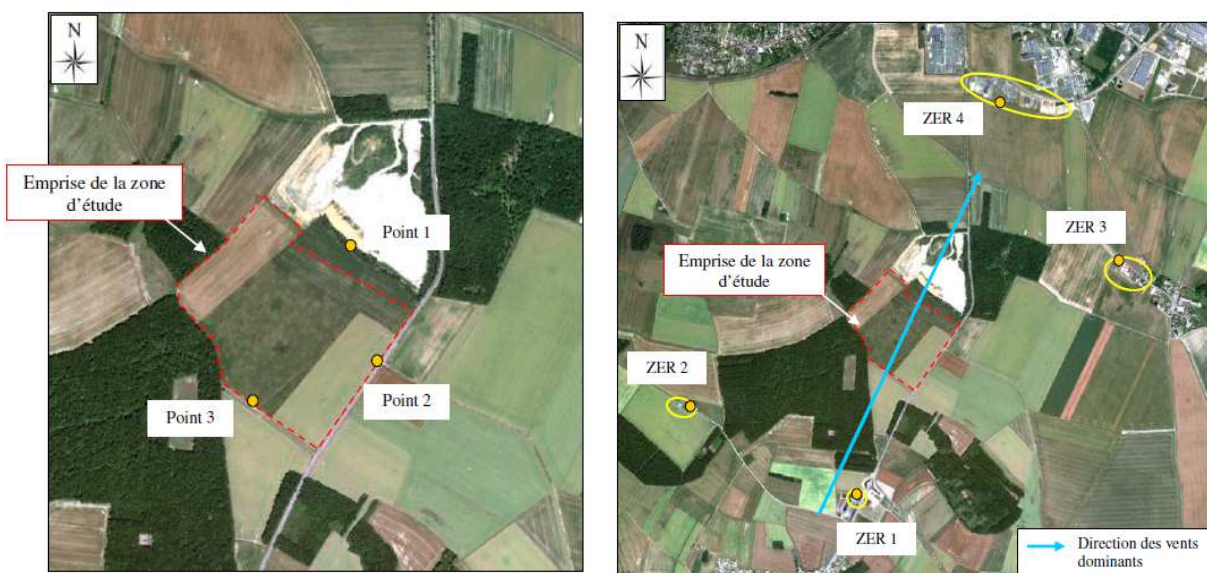 N
Emprise de la zone
d'étude
Point 1
Point 2
Point 3
N
ZER 4
ZER 3
Emprise de la zone
d'étude
ZER 2
ZER 1
Direction des vents
dominants